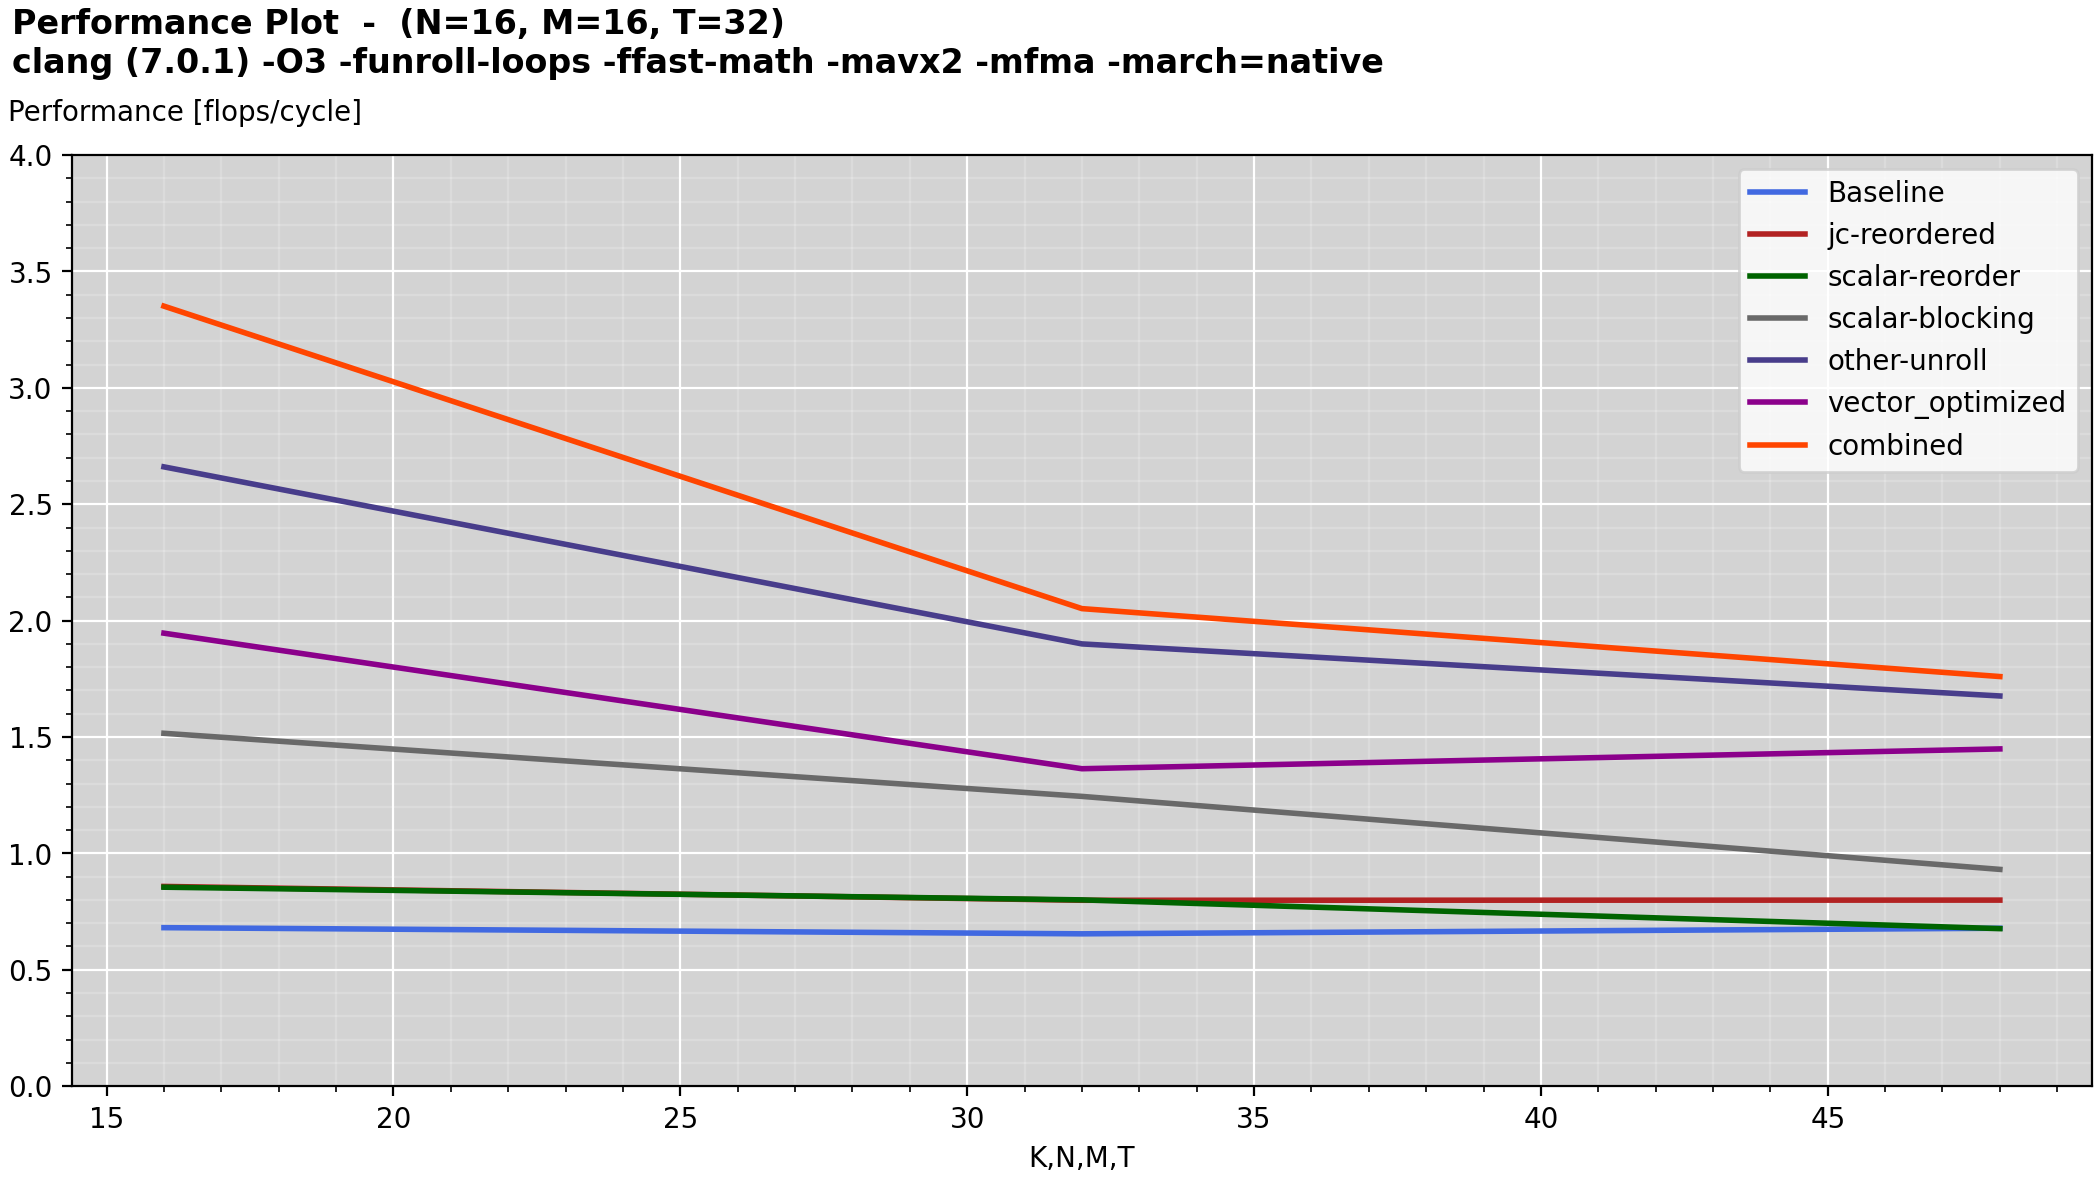 Performance Plot  -  (N=16, M=16, T=32)
clang (7.0.1) -O3 -funroll-loops -ffast-math -mavx2 -mfma -march=native
Performance [flops/cycle]
4.0
3.5
3.0
2.5
2.0
1.5
1.0
0.5
0.0
Baseline
jc-reordered
scalar-reorder
scalar-blocking
other-unroll
vector_optimized
combined
15 20 25 30 35 40 45
K,N,M,T